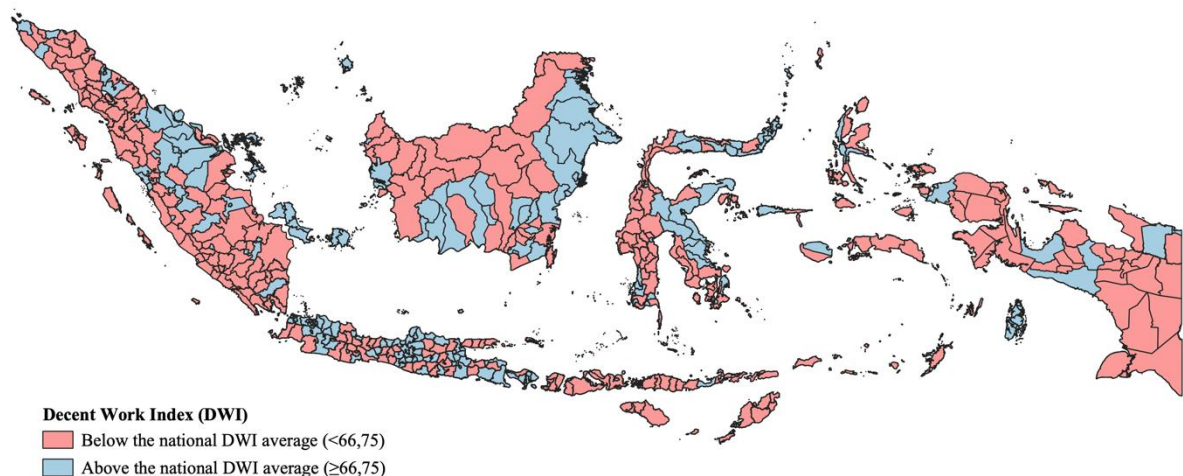 Decent Work Index (DWI)
Below the national DWI average (<66,75)
Above the national DWI average (≥66,75)